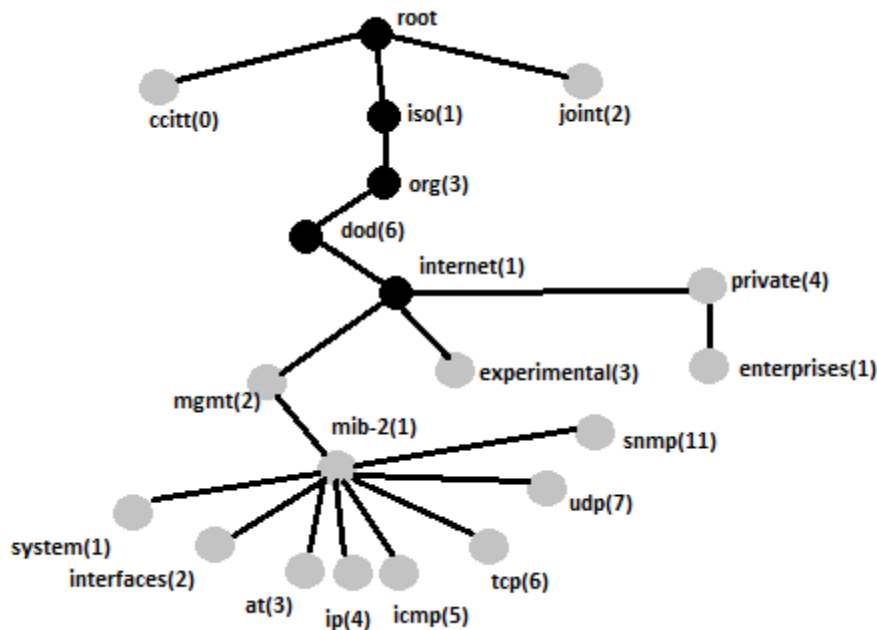 root
ccitt(0)
iso(1)
joint(2)
org(3)
dod(6)
internet(1)
private(4)
experimental(3)
enterprises(1)
mgmt(2)
mib-2(1)
snmp(11)
udp(7)
system(1)
interfaces(2)
at(3)
ip(4)
icmp(5)
tcp(6)